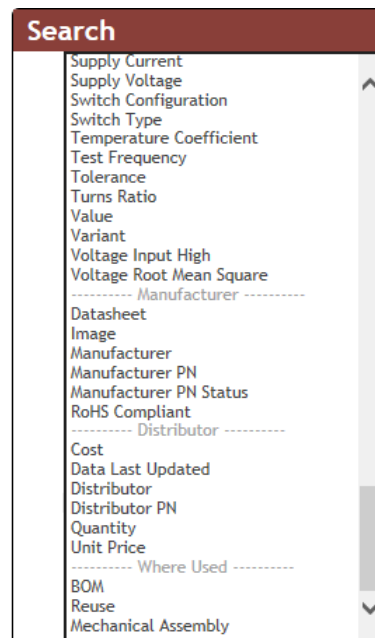 Search
Supply Current
Supply Voltage
Switch Configuration
Switch Type
Temperature Coefficient
Test Frequency
Tolerance
Turns Ratio
Value
Variant
Voltage Input High
Voltage Root Mean Square
---------- Manufacturer ----------
Datasheet
Image
Manufacturer
Manufacturer PN
Manufacturer PN Status
RoHS Compliant
---------- Distributor ----------
Cost
Data Last Updated
Distributor
Distributor PN
Quantity
Unit Price
---------- Where Used ----------
BOM
Reuse
Mechanical Assembly